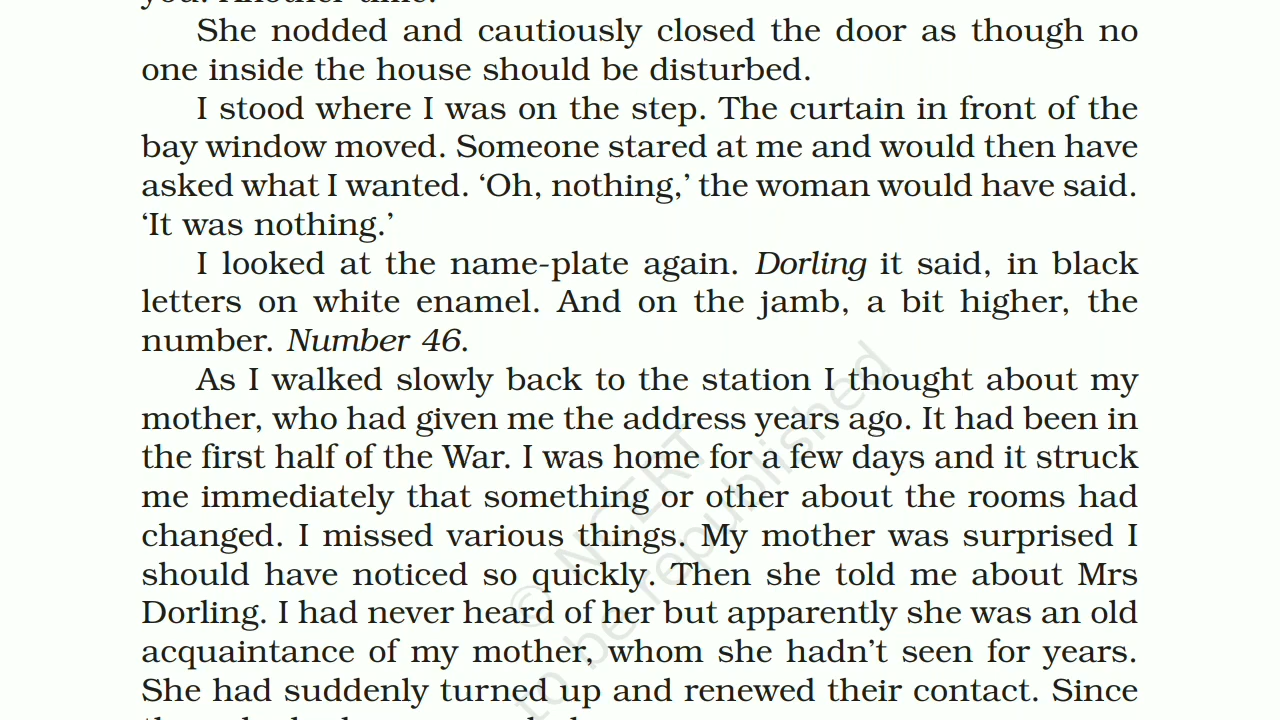 you. Another time.’
She nodded and cautiously closed the door as though no
one inside the house should be disturbed.
I stood where I was on the step. The curtain in front of the
bay window moved. Someone stared at me and would then have
asked what I wanted. ‘Oh, nothing,’ the woman would have said.
‘It was nothing.’
I looked at the name-plate again. Dorling it said, in black
letters on white enamel. And on the jamb, a bit higher, the
number. Number 46.
As I walked slowly back to the station I thought about my
mother, who had given me the address years ago. It had been in
the first half of the War. I was home for a few days and it struck
me immediately that something or other about the rooms had
changed. I missed various things. My mother was surprised I
should have noticed so quickly. Then she told me about Mrs
Dorling. I had never heard of her but apparently she was an old
acquaintance of my mother, whom she hadn’t seen for years.
She had suddenly turned up and renewed their contact. Since
© NCERT
to be republished